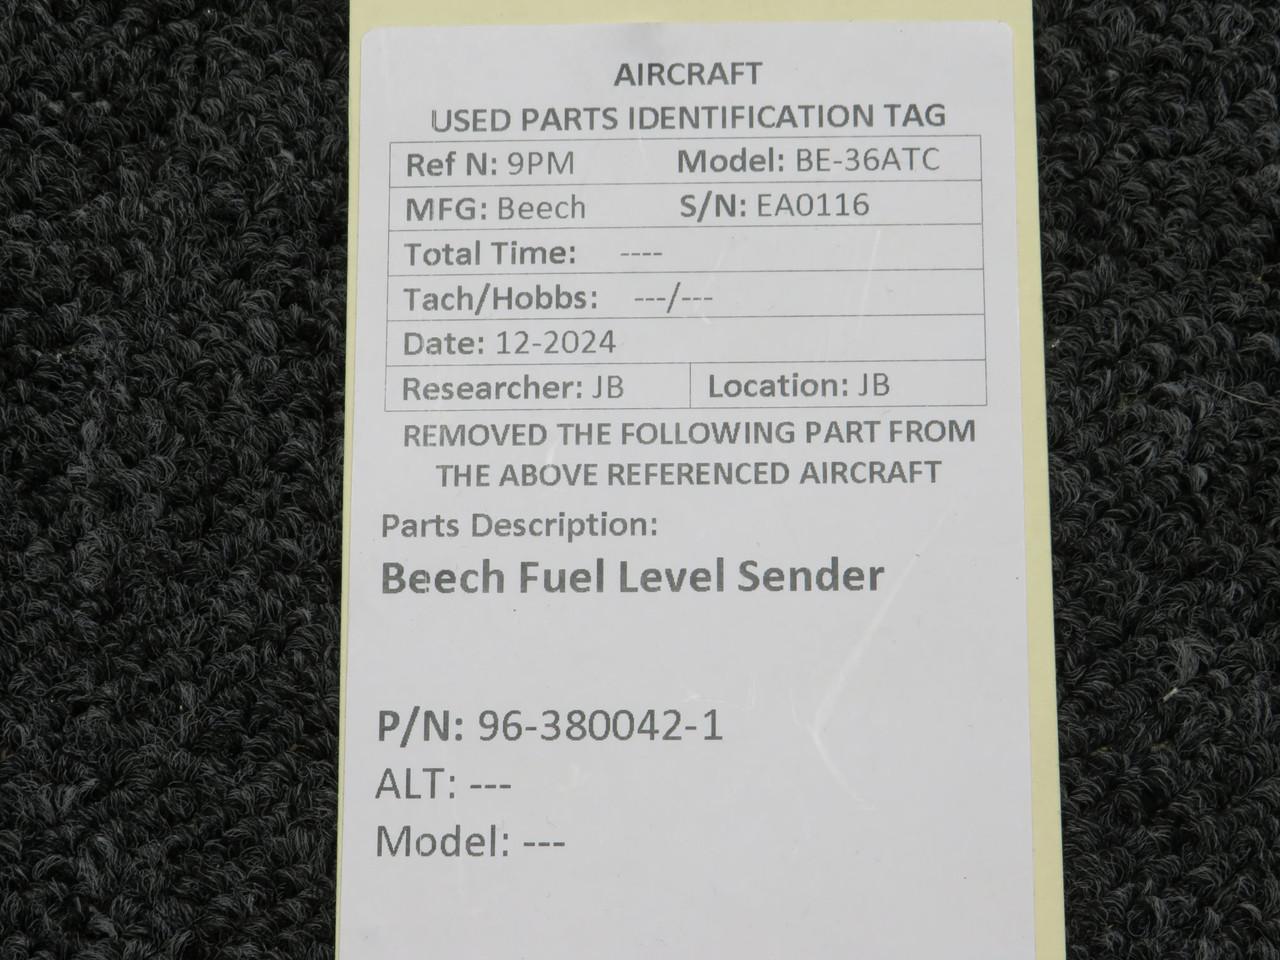 AIRCRAFT
USED PARTS IDENTIFICATION TAG
Ref N: 9PM Model: BE-36ATC
MFG: Beech S/N: EA0116
Total Time: ----
Tach/Hobbs: ---/---
Date: 12-2024
Researcher: JB Location: JB
REMOVED THE FOLLOWING PART FROM
THE ABOVE REFERENCED AIRCRAFT
Parts Description:
Beech Fuel Level Sender
P/N: 96-380042-1
ALT: ---
Model: ---